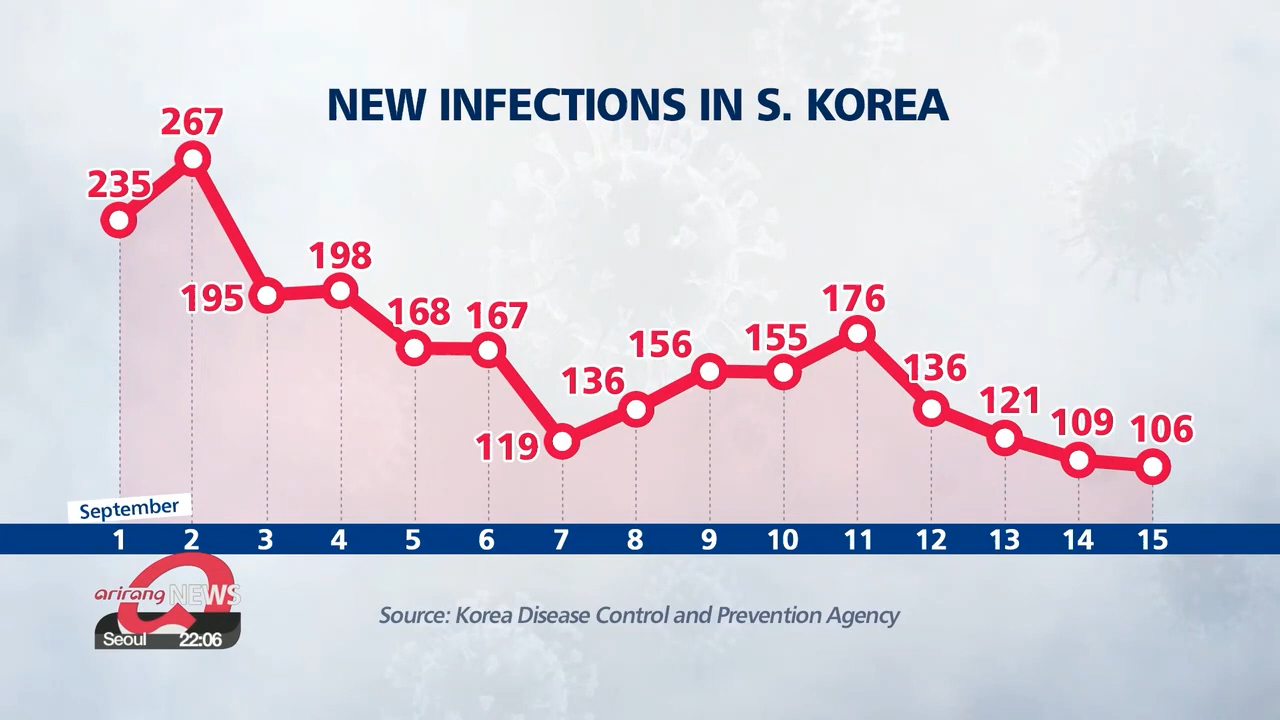 NEW INFECTIONS IN S. KOREA
235
267
195
198
168
167
119
136
156
155
176
136
121
109
106
September
1 2 3 4 5 6 7 8 9 10 11 12 13 14 15
arirang NEWS
Seoul 22:06
Source: Korea Disease Control and Prevention Agency